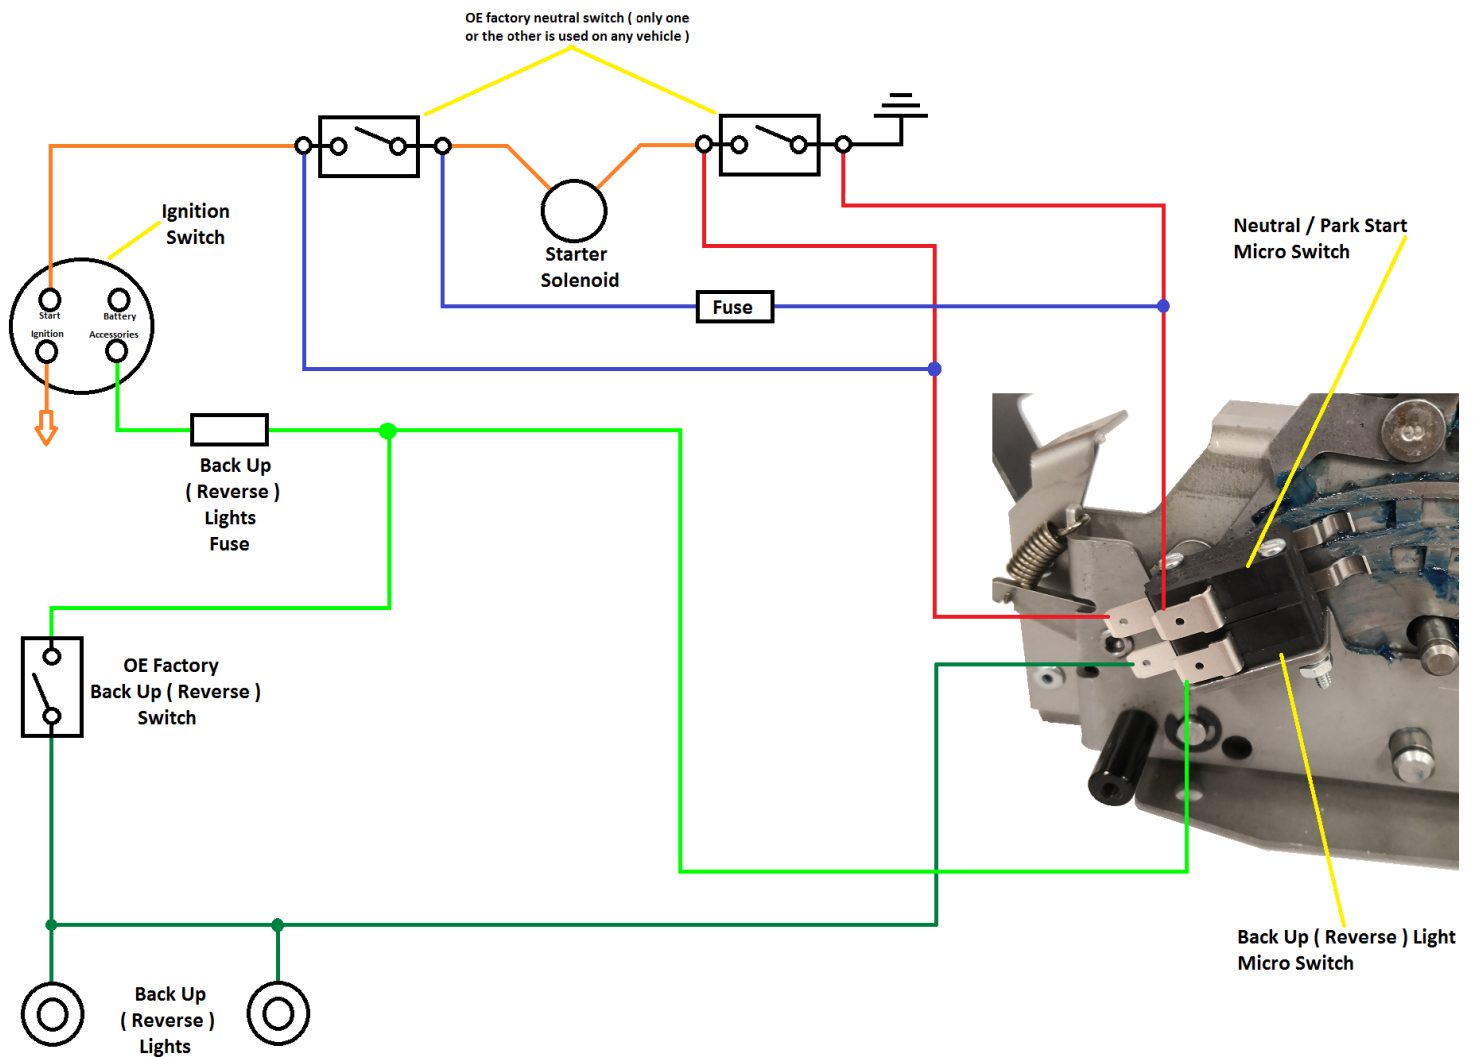 OE factory neutral switch ( only one
or the other is used on any vehicle )
Ignition
Switch
Starter
Solenoid
Neutral / Park Start
Micro Switch
Fuse
Start
Battery
Ignition
Accessories
Back Up
( Reverse )
Lights
Fuse
OE Factory
Back Up ( Reverse )
Switch
Back Up ( Reverse ) Light
Micro Switch
Back Up
( Reverse )
Lights